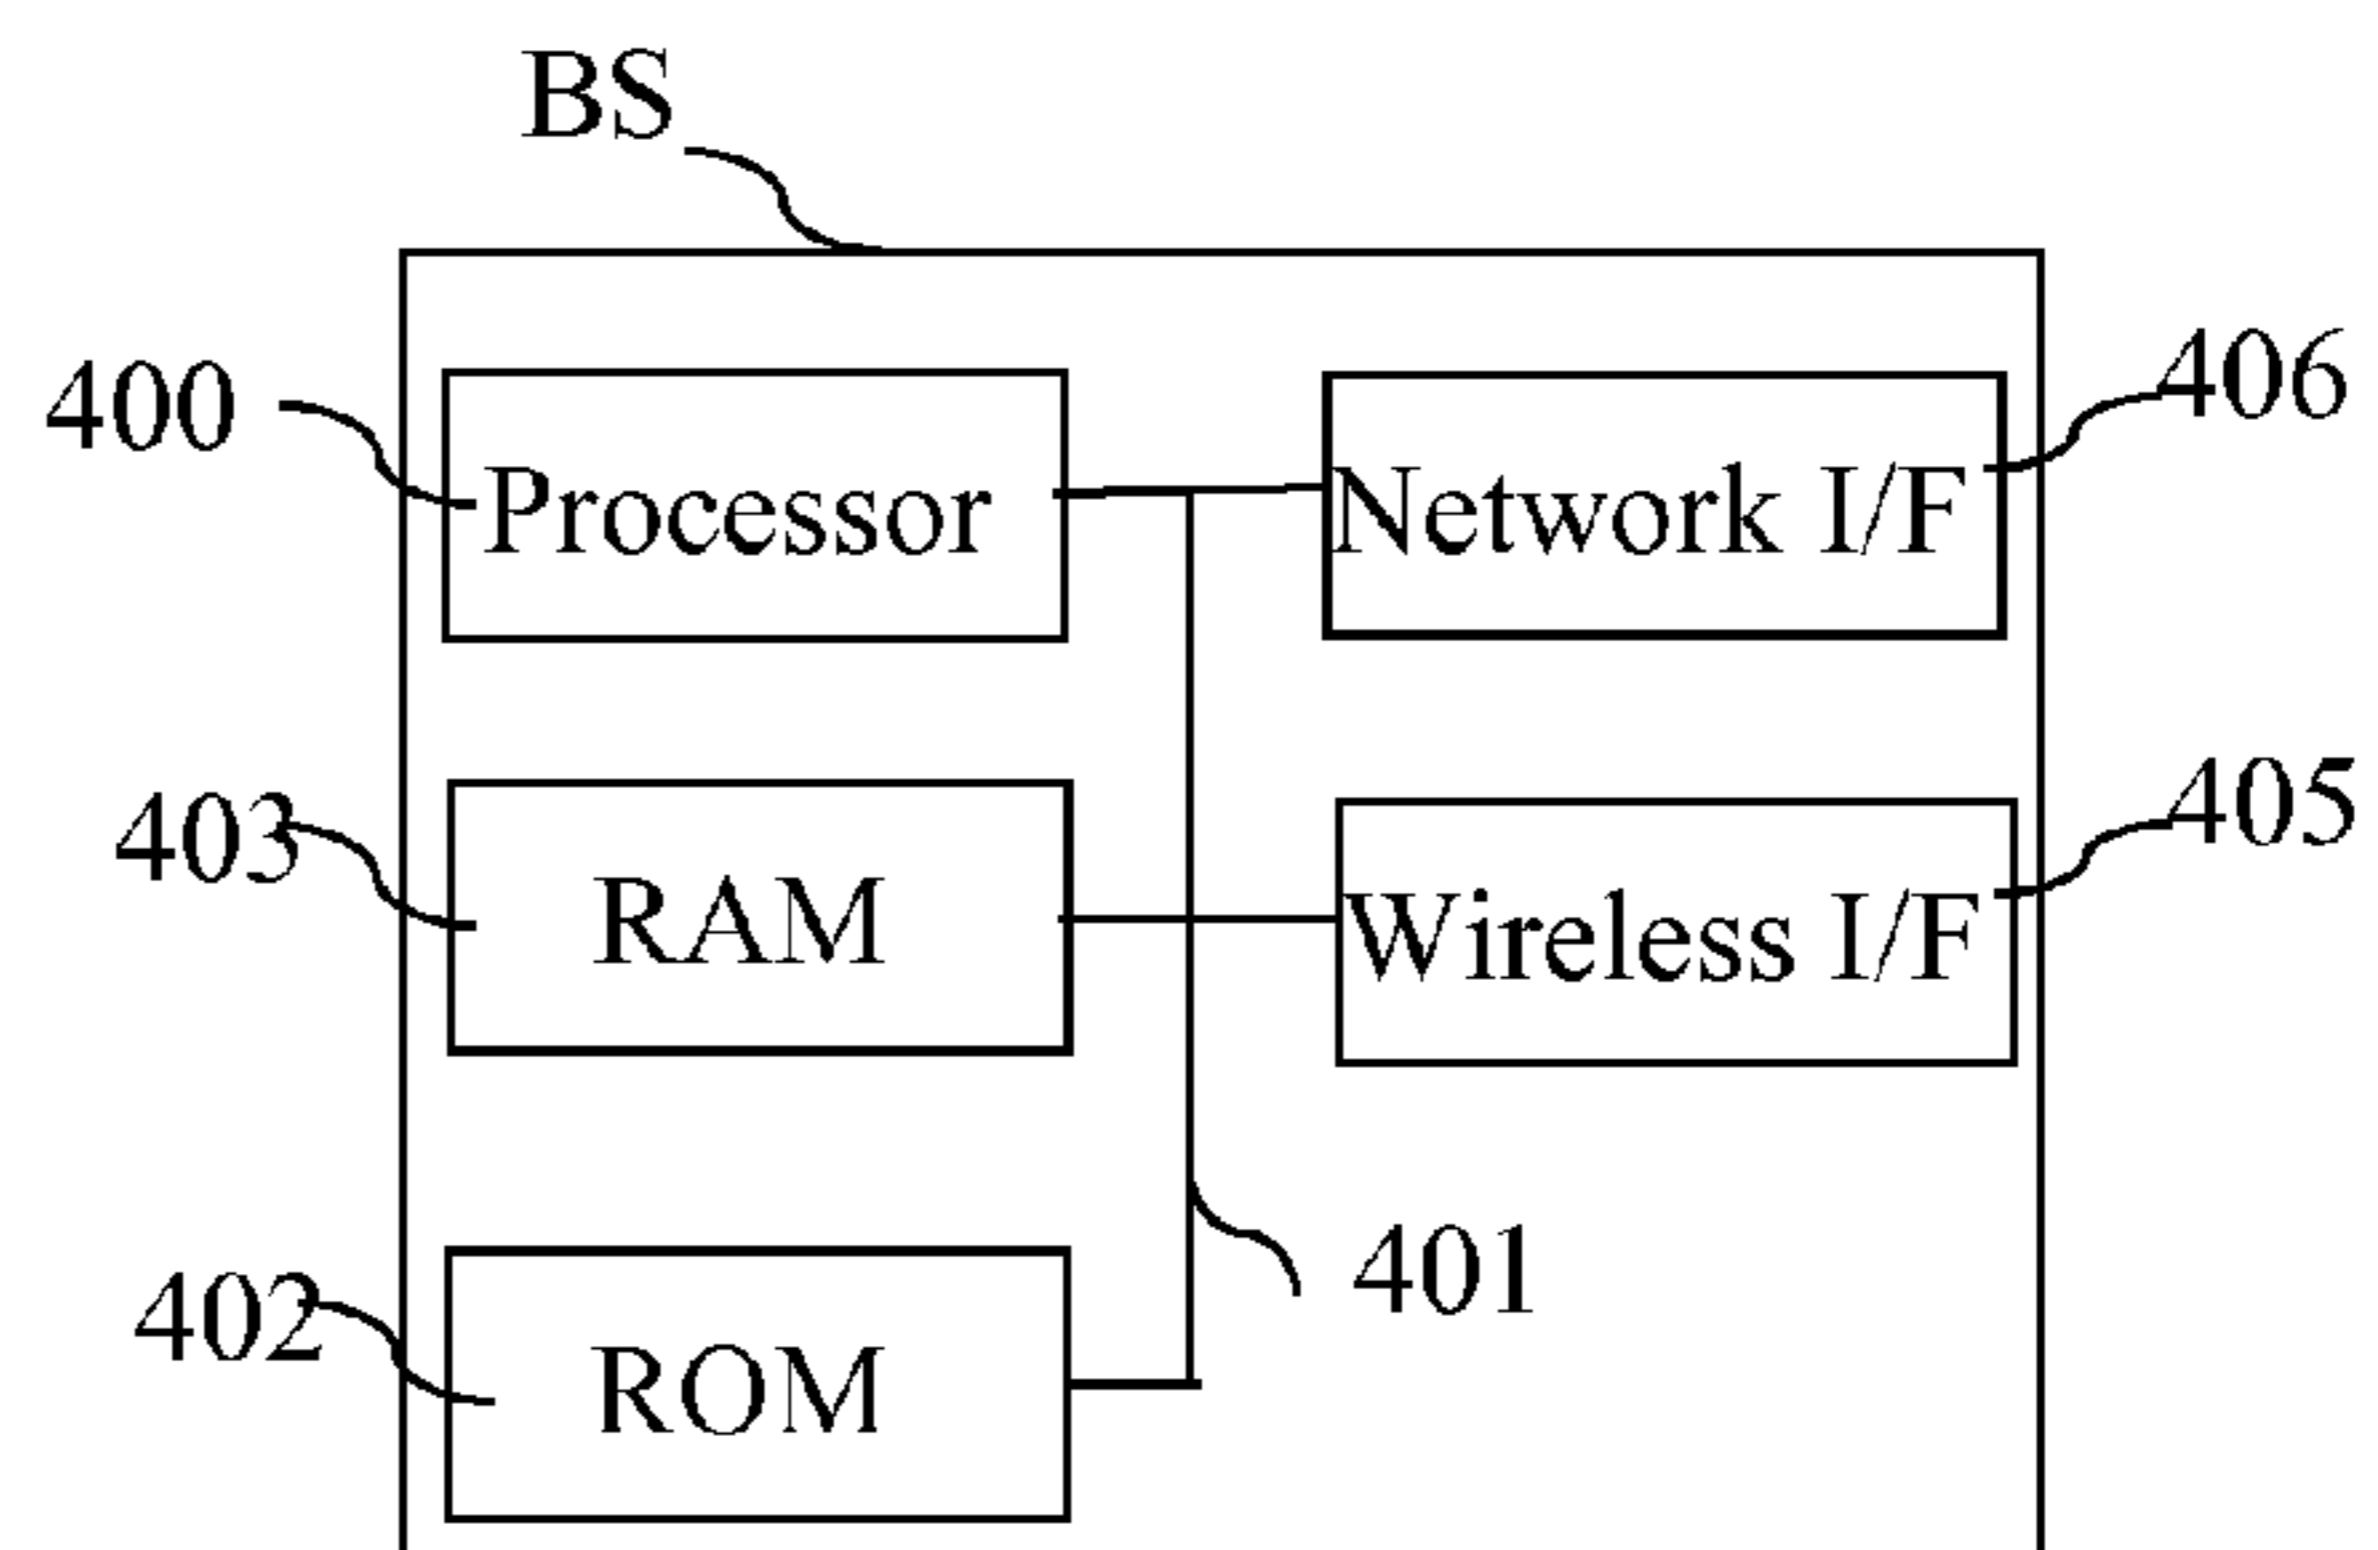 BS
400
Processor
Network I/F
406
403
RAM
Wireless I/F
405
402
ROM
401